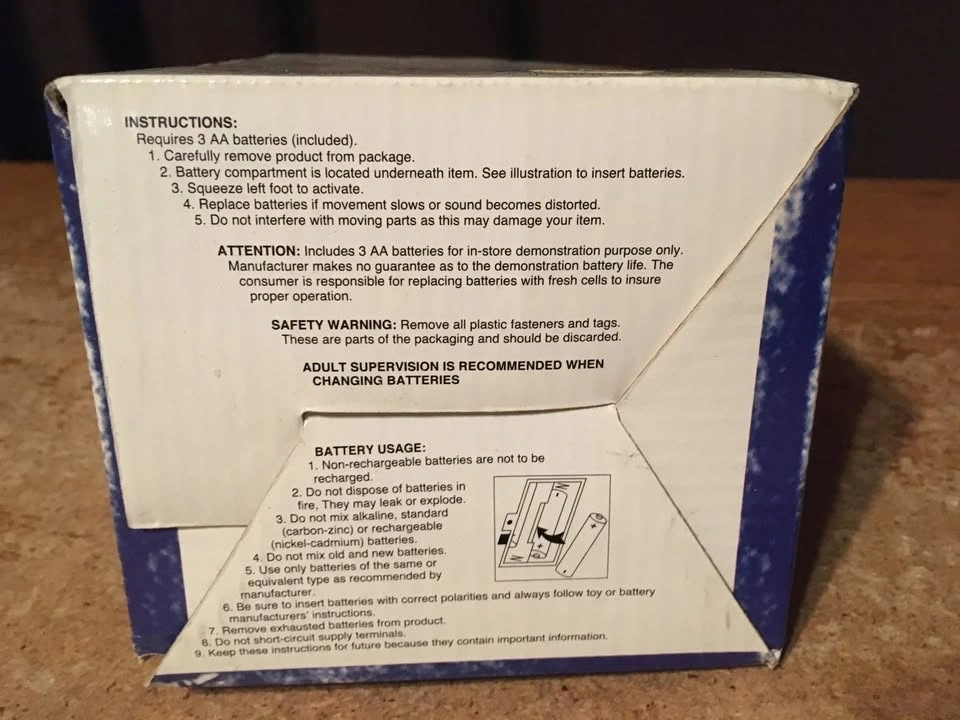 INSTRUCTIONS:
Requires 3 AA batteries (included).
1. Carefully remove product from package.
2. Battery compartment is located underneath item. See illustration to insert batteries.
3. Squeeze left foot to activate.
4. Replace batteries if movement slows or sound becomes distorted.
5. Do not interfere with moving parts as this may damage your item.
ATTENTION: Includes 3 AA batteries for in-store demonstration purpose only.
Manufacturer makes no guarantee as to the demonstration battery life. The
consumer is responsible for replacing batteries with fresh cells to insure
proper operation.
SAFETY WARNING: Remove all plastic fasteners and tags.
These are parts of the packaging and should be discarded.
ADULT SUPERVISION IS RECOMMENDED WHEN
CHANGING BATTERIES
BATTERY USAGE:
1. Non-rechargeable batteries are not to be
recharged.
2. Do not dispose of batteries in
fire, They may leak or explode.
3. Do not mix alkaline, standard
(carbon-zinc) or rechargeable
(nickel-cadmium) batteries.
4. Do not mix old and new batteries.
5. Use only batteries of the same or
equivalent type as recommended by
manufacturer.
6. Be sure to insert batteries with correct polarities and always follow toy or battery
manufacturers' instructions.
7. Remove exhausted batteries from product.
8. Do not short-circuit supply terminals.
9. Keep these instructions for future because they contain important information.